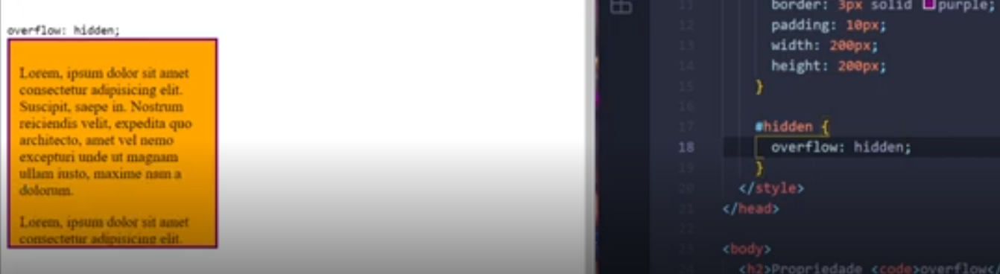 overflow: hidden;
Lorem, ipsum dolor sit amet
consectetur adipisicing elit.
Suscipit, saepe in. Nostrum
reiciendis velit, expedita quo
architecto, amet vel nemo
excepturi unde ut magnam
ullam iusto, maxime nam a
dolorum.
Lorem, ipsum dolor sit amet
consectetur adipisicing elit.
11 border: 3px solid purple;
12 padding: 10px;
13 width: 200px;
14 height: 200px;
15 }
16
17 #hidden {
18 overflow: hidden;
19 }
20 </style>
21 </head>
22
23 <body>
24 <h2>Propriedade <code>overflow</